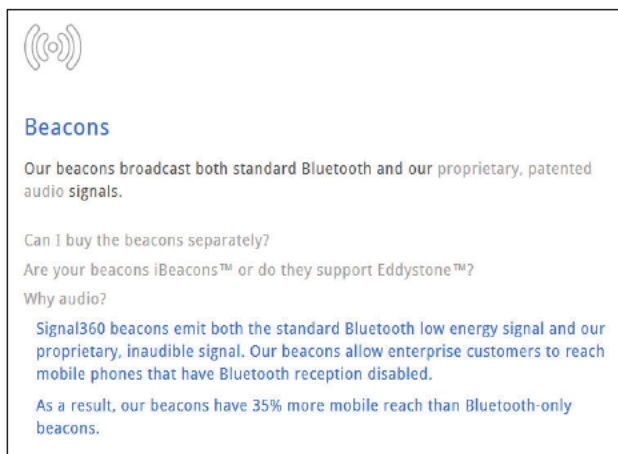 Beacons
Our beacons broadcast both standard Bluetooth and our proprietary, patented
audio signals.
Can I buy the beacons separately?
Are your beacons iBeacons™ or do they support Eddystone™?
Why audio?
Signal360 beacons emit both the standard Bluetooth low energy signal and our
proprietary, inaudible signal. Our beacons allow enterprise customers to reach
mobile phones that have Bluetooth reception disabled.
As a result, our beacons have 35% more mobile reach than Bluetooth-only
beacons.